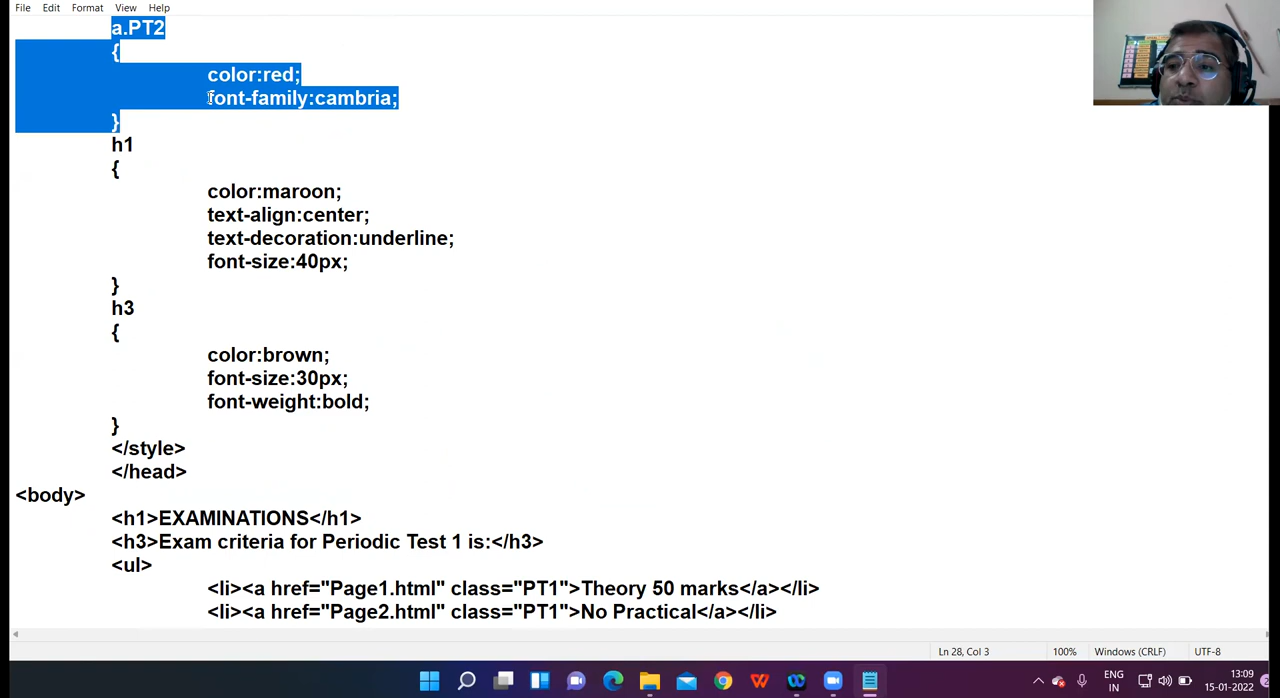 File Edit Format View Help
a.PT2
{
color:red;
font-family:cambria;
}
h1
{
color:maroon;
text-align:center;
text-decoration:underline;
font-size:40px;
}
h3
{
color:brown;
font-size:30px;
font-weight:bold;
}
</style>
</head>
<body>
<h1>EXAMINATIONS</h1>
<h3>Exam criteria for Periodic Test 1 is:</h3>
<ul>
<li><a href="Page1.html" class="PT1">Theory 50 marks</a></li>
<li><a href="Page2.html" class="PT1">No Practical</a></li>
Ln 28, Col 3 100% Windows (CRLF) UTF-8
ENG
IN
13:09
15-01-2022